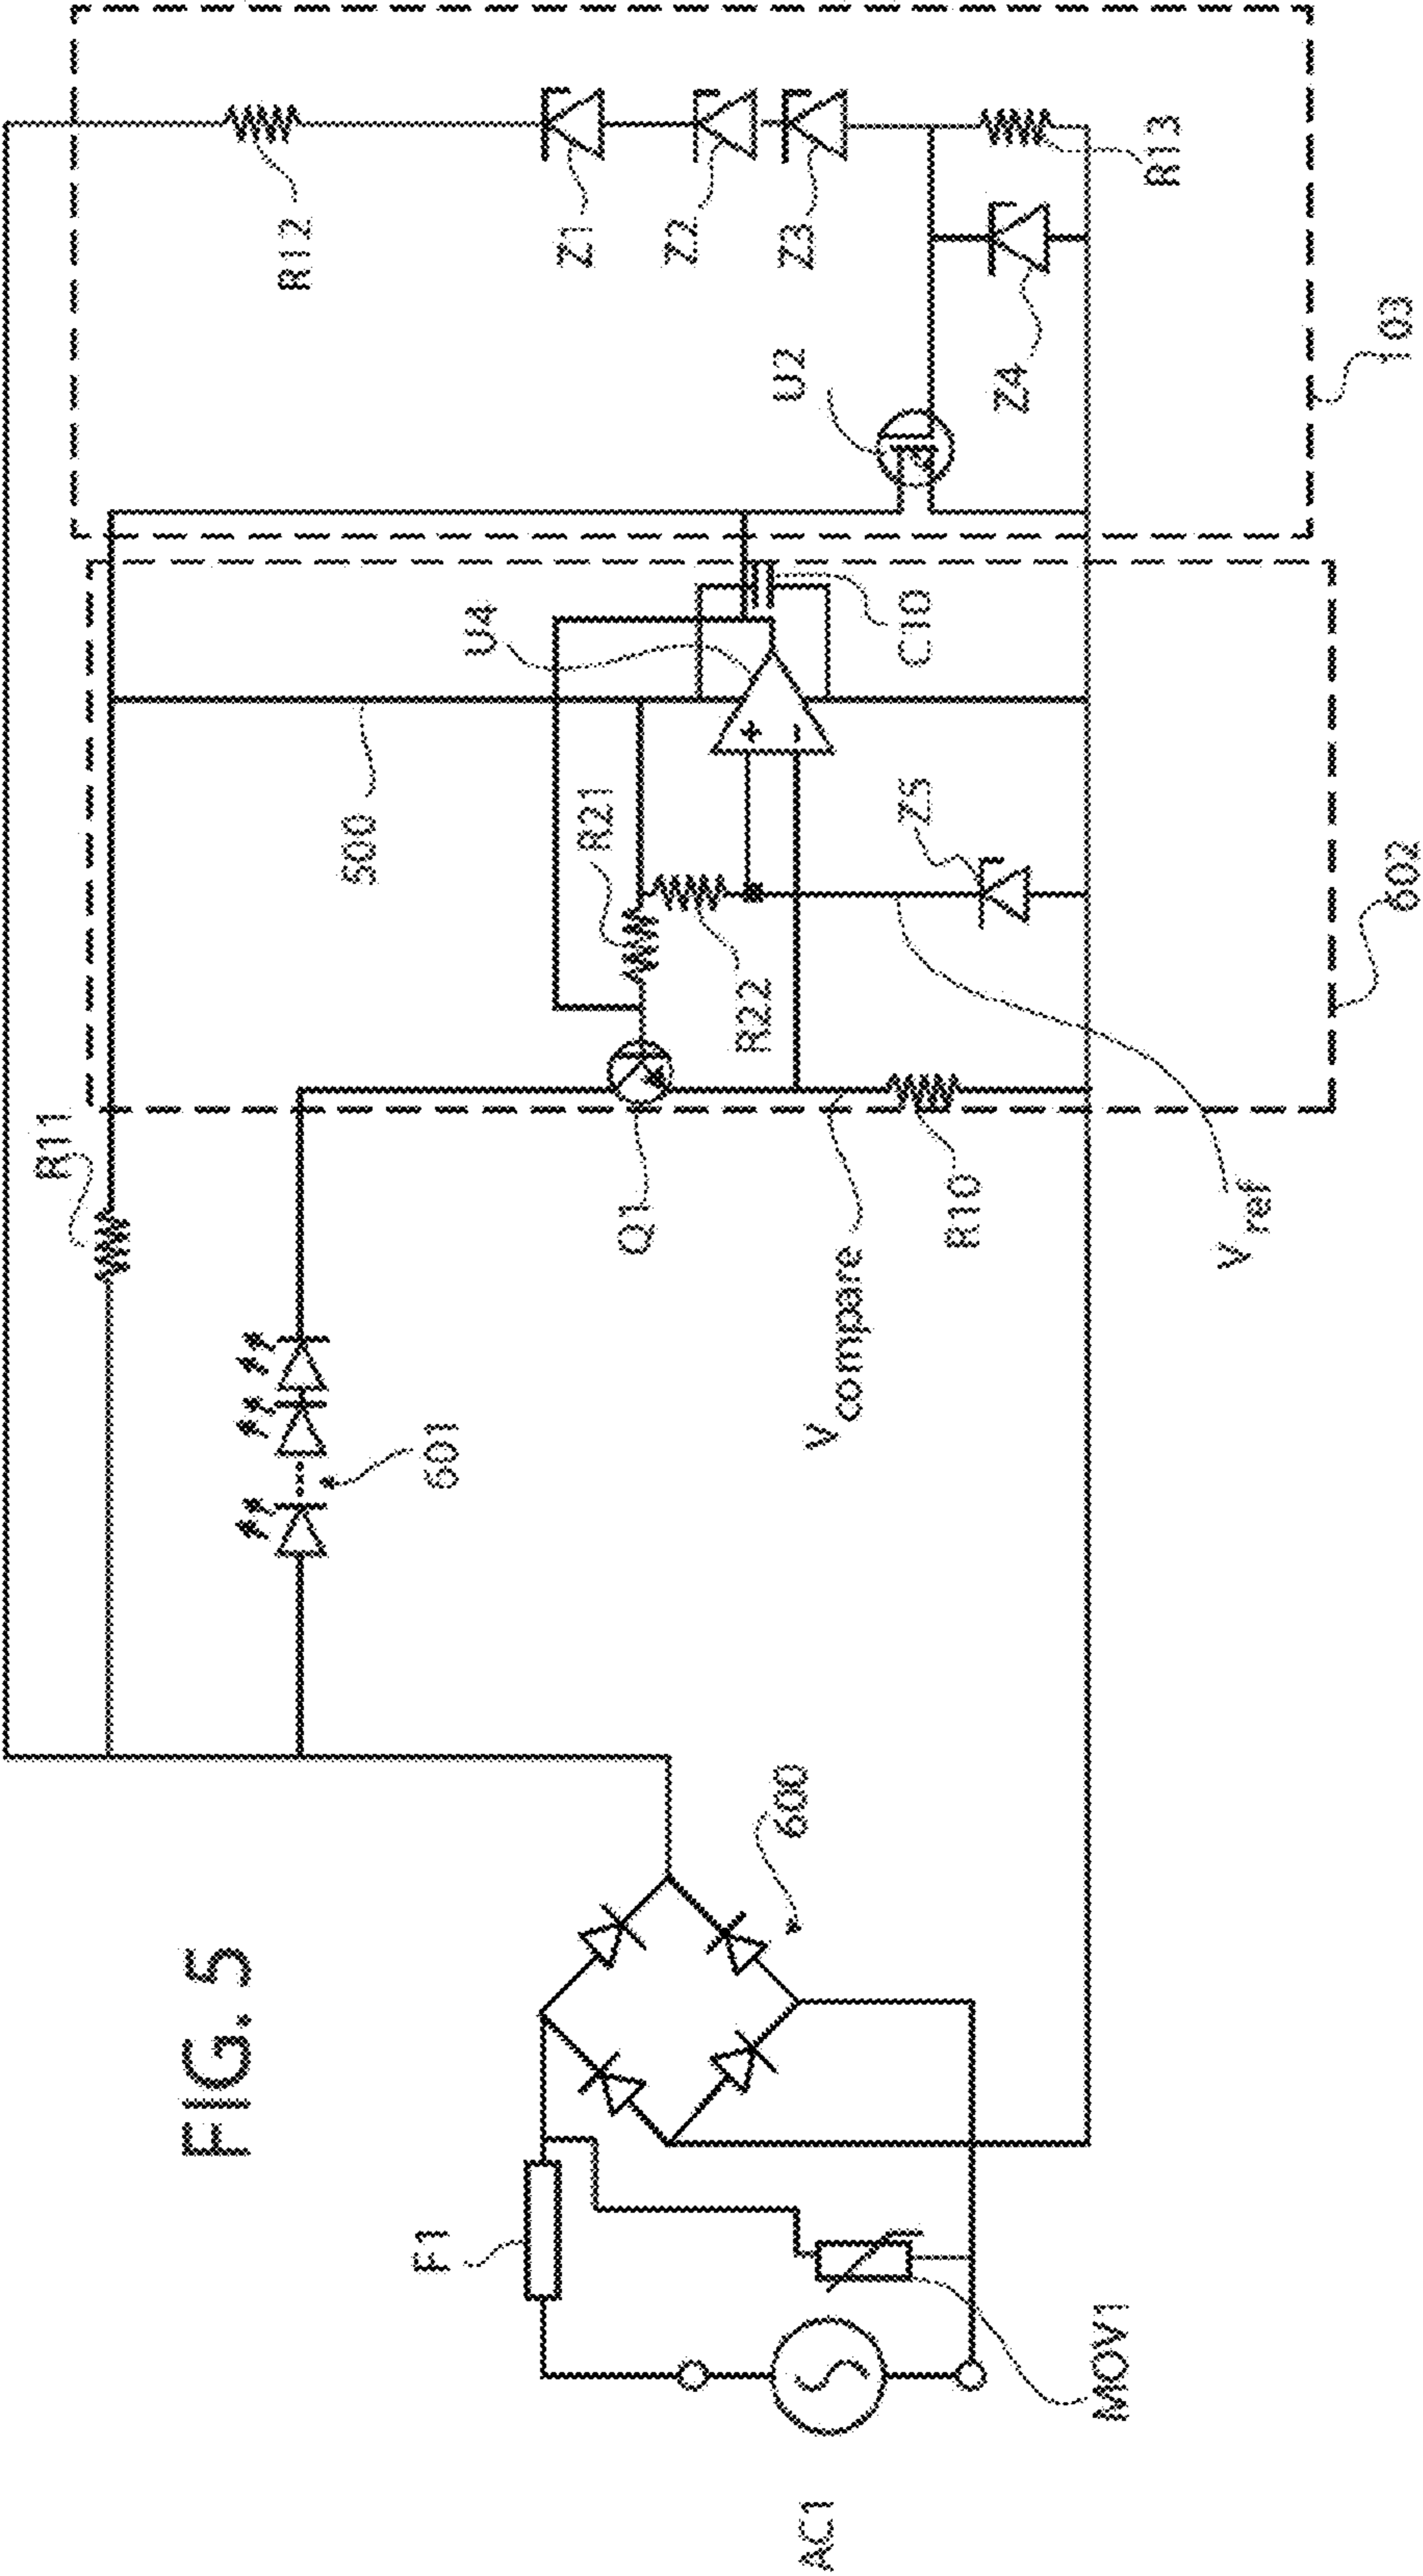 FIG. 5
AC1
F1
MOV1
600
601
R11
Q1
V compare
R10
V ref
500
R21
R22
U4
Z5
C10
602
U2
R12
Z1
Z2
Z3
Z4
R13
103
+
-